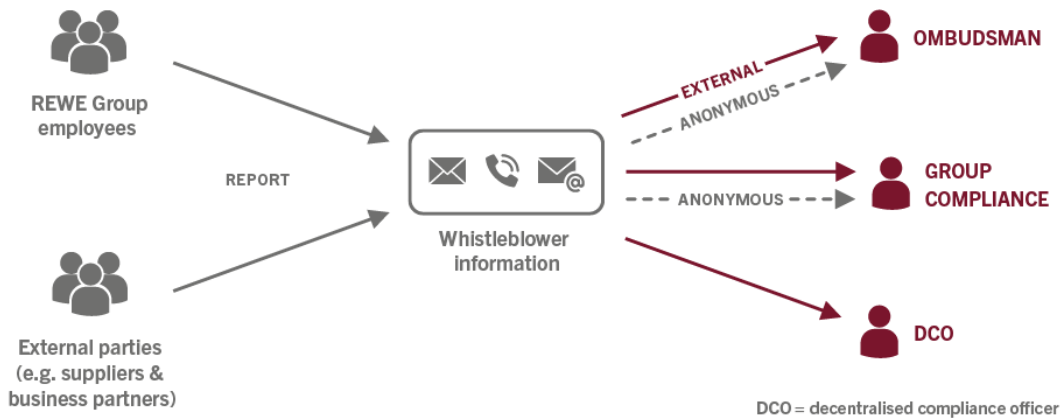 REWE Group
employees
REPORT
External parties
(e.g. suppliers &
business partners)
@
Whistleblower
information
EXTERNAL
ANONYMOUS
OMBUDSMAN
ANONYMOUS
GROUP
COMPLIANCE
DCO
DCO = decentralised compliance officer